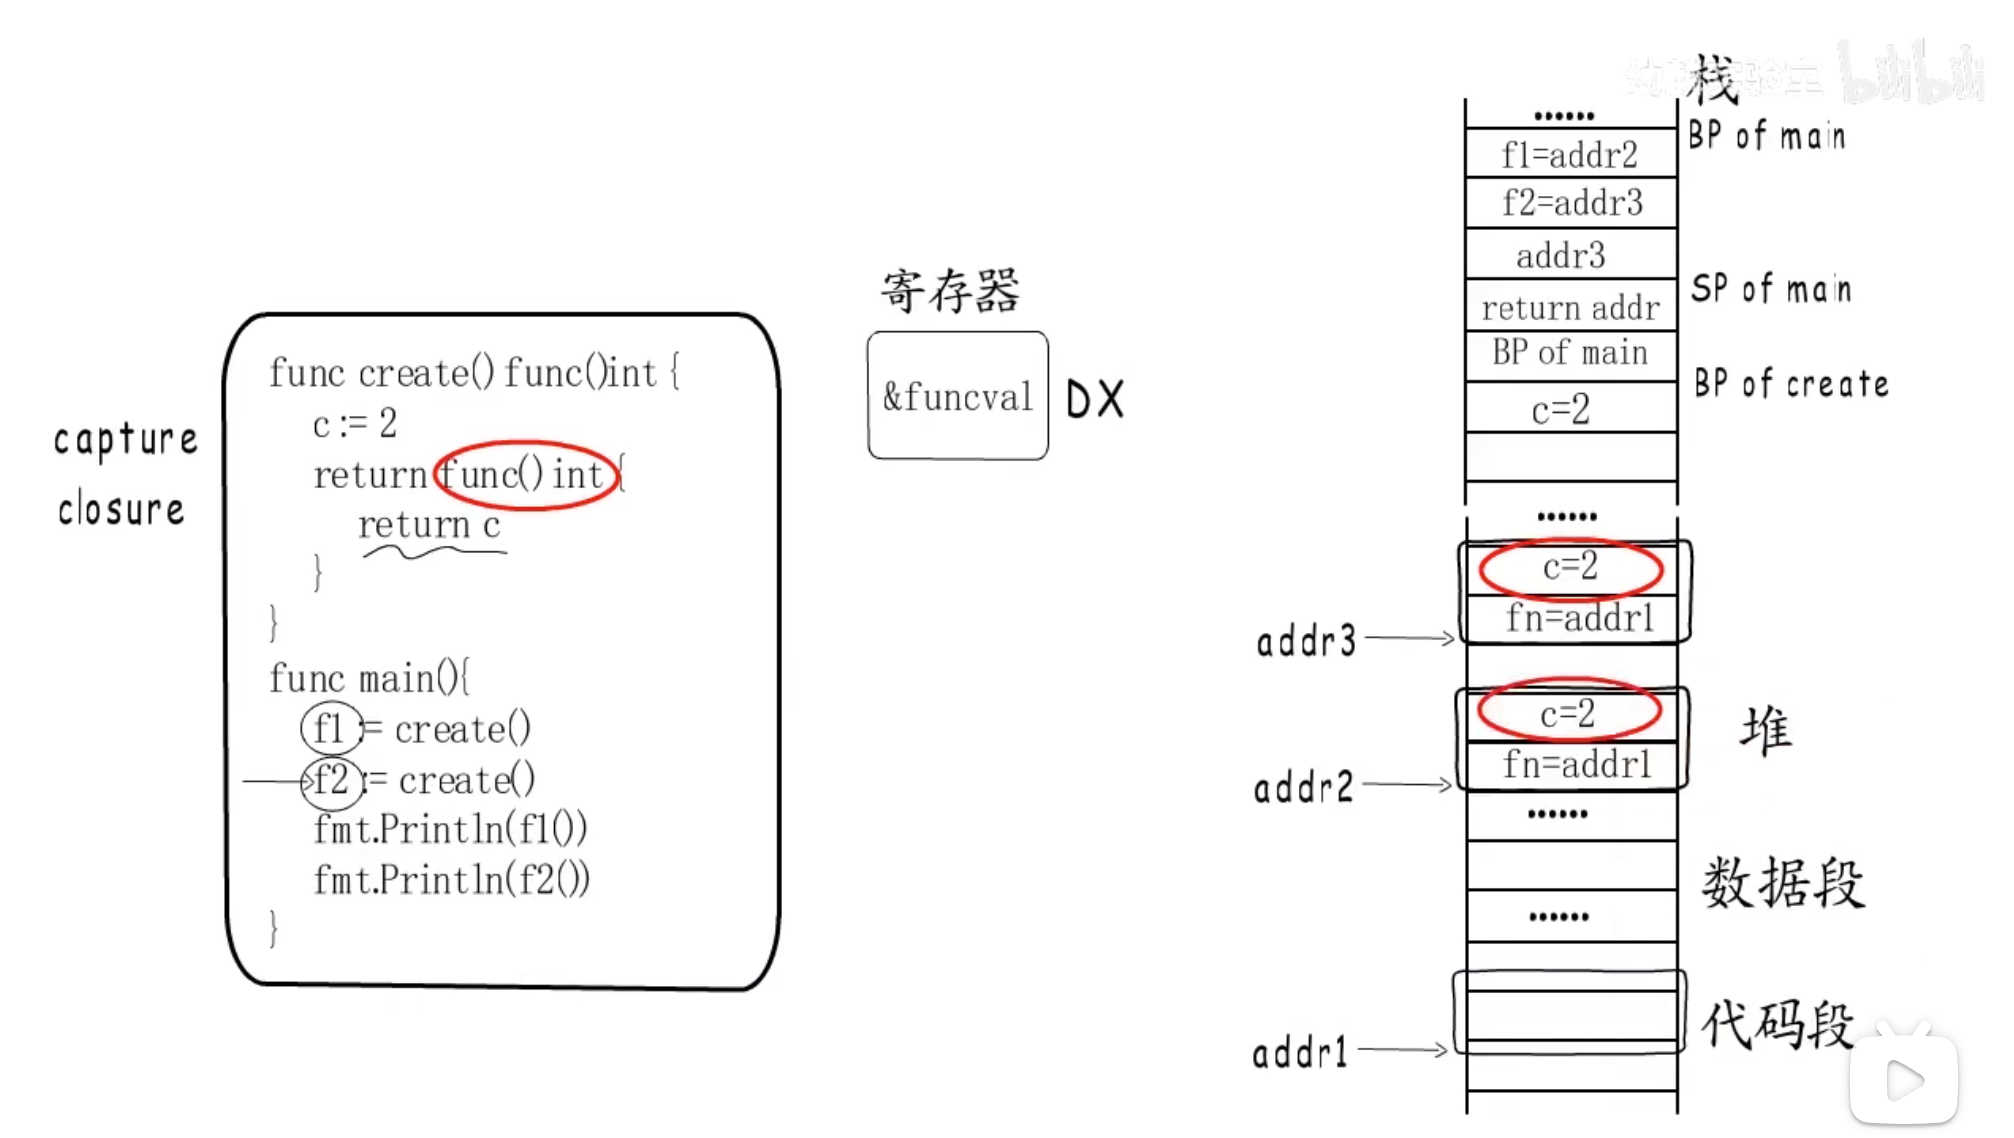 capture
closure
func create() func()int {
c := 2
return func() int {
return c
}
}
func main(){
f1 := create()
f2 := create()
fmt.Println(f1())
fmt.Println(f2())
}
寄存器
&funcval
DX
bilibili
栈
......
BP of main
f1=addr2
f2=addr3
addr3
SP of main
return addr
BP of main
BP of create
c=2
......
c=2
fn=addr1
addr3
c=2
堆
fn=addr1
addr2
......
数据段
......
代码段
addr1